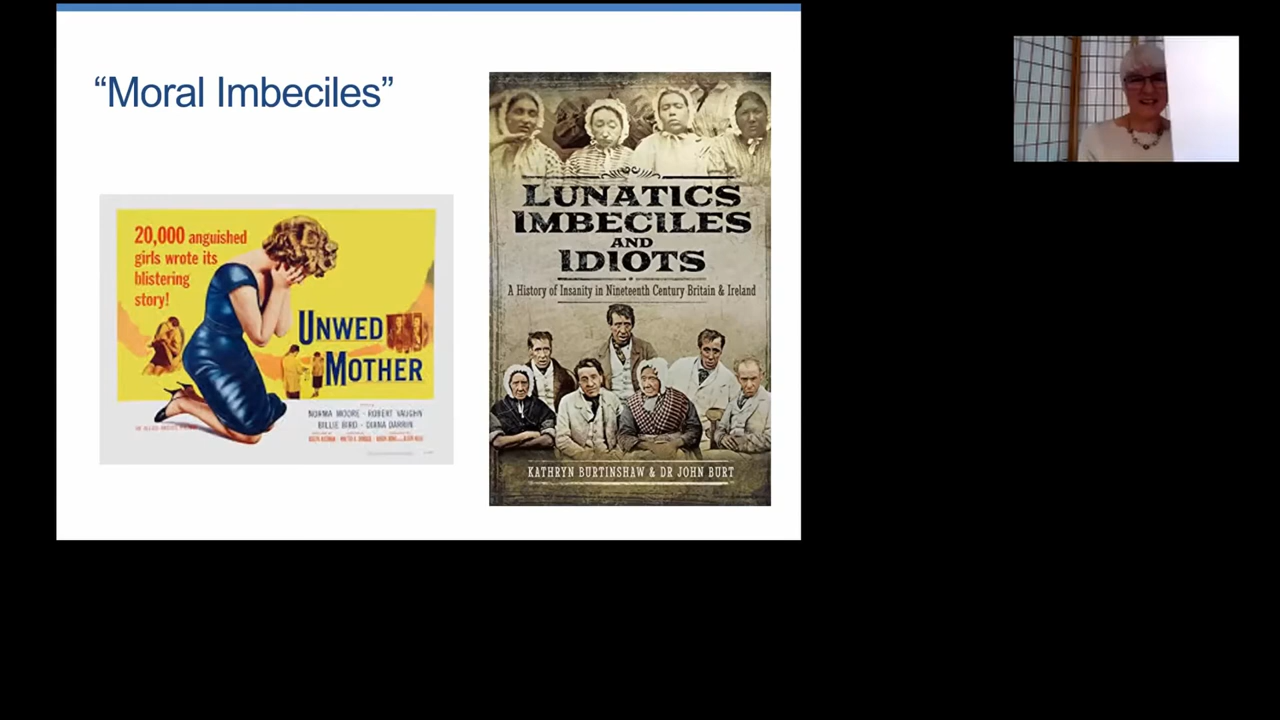 “Moral Imbeciles”
20,000 anguished
girls wrote its
blistering
story!
UNWED
MOTHER
NORMA MOORE · ROBERT VAUGHN
BILLIE BIRD · DIANA DARRIN
LUNATICS
IMBECILES
AND
IDIOTS
A History of Insanity in Nineteenth Century Britain & Ireland
KATHRYN BURTINSHAW & DR JOHN BURT